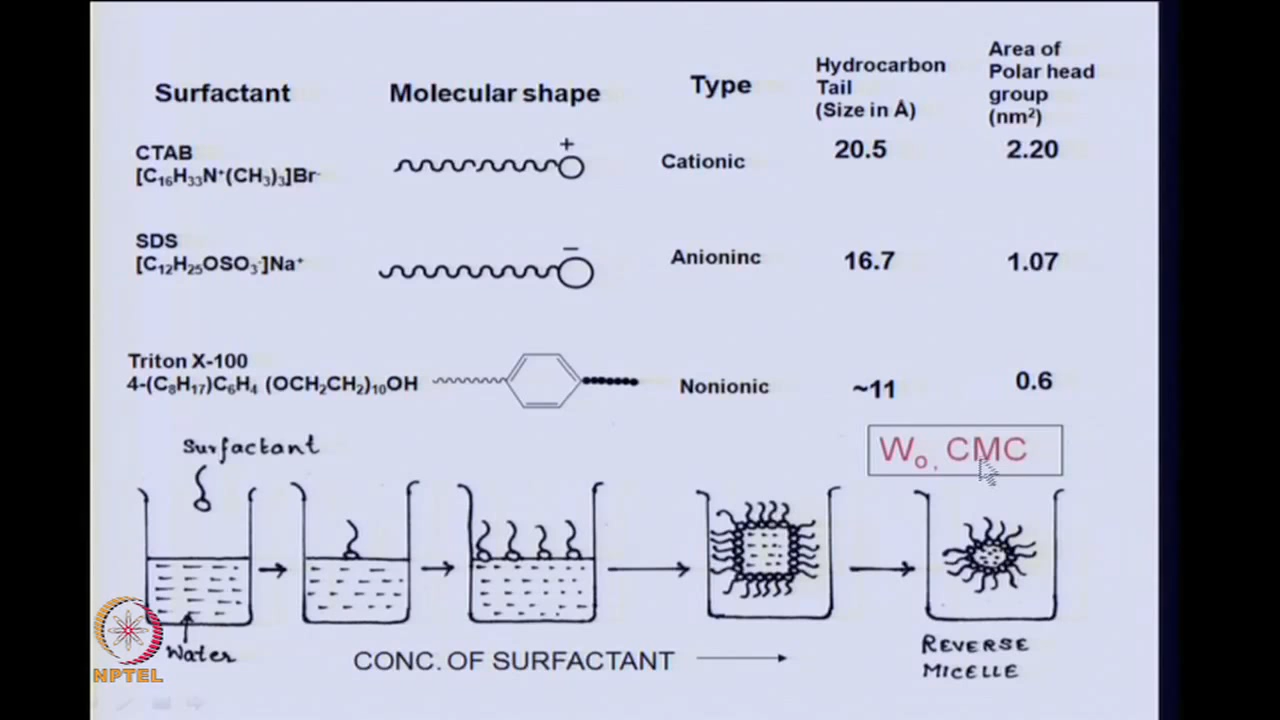 Surfactant Molecular shape Type Hydrocarbon Tail (Size in Å) Area of Polar head group (nm²)
CTAB
[C₁₆H₃₃N⁺(CH₃)₃]Br⁻
+
Cationic
20.5
2.20
SDS
[C₁₂H₂₅OSO₃⁻]Na⁺
−
Anioninc
16.7
1.07
Triton X-100
4-(C₈H₁₇)C₆H₄ (OCH₂CH₂)₁₀OH
Nonionic
~11
0.6
Surfactant
W₀, CMC
Water
CONC. OF SURFACTANT
REVERSE
MICELLE
NPTEL